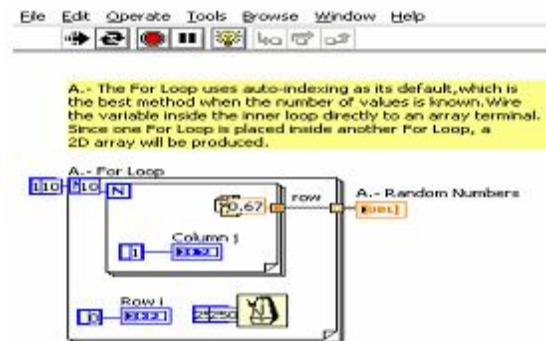 File Edit Operate Tools Browse Window Help
A.- The For Loop uses auto-indexing as its default,which is
the best method when the number of values is known.Wire
the variable inside the inner loop directly to an array terminal.
Since one For Loop is placed inside another For Loop, a
2D array will be produced.
A.- For Loop
N
0.67
row
A.- Random Numbers
DBL]
Column j
1
Row i
0